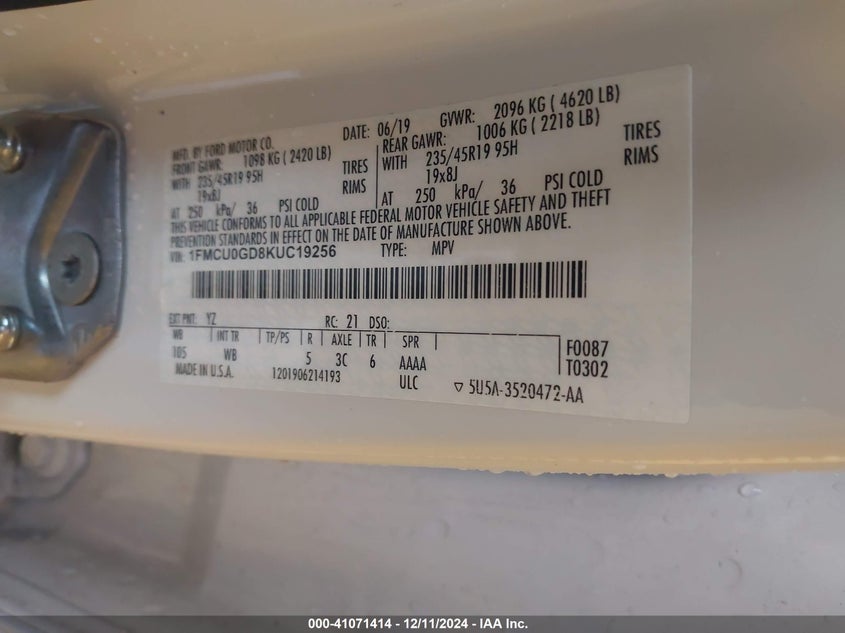 MFD. BY FORD MOTOR CO. DATE: 06/19 GVWR: 2096 KG ( 4620 LB)
FRONT GAWR: 1098 KG ( 2420 LB) REAR GAWR: 1006 KG ( 2218 LB)
WITH 235/45R19 95H TIRES WITH 235/45R19 95H TIRES
19x8J RIMS 19x8J RIMS
AT 250 kPa/ 36 PSI COLD AT 250 kPa/ 36 PSI COLD
THIS VEHICLE CONFORMS TO ALL APPLICABLE FEDERAL MOTOR VEHICLE SAFETY AND THEFT
PREVENTION STANDARDS IN EFFECT ON THE DATE OF MANUFACTURE SHOWN ABOVE.
VIN: 1FMCU0GD8KUC19256 TYPE: MPV
EXT PNT: YZ RC: 21 DSO:
WB INT TR TP/PS R AXLE TR SPR F0087
105 WB 5 3C 6 AAAA T0302
MADE IN U.S.A. 1201906214193 ULC ▽ 5U5A-3520472-AA
000-41071414 - 12/11/2024 - IAA Inc.